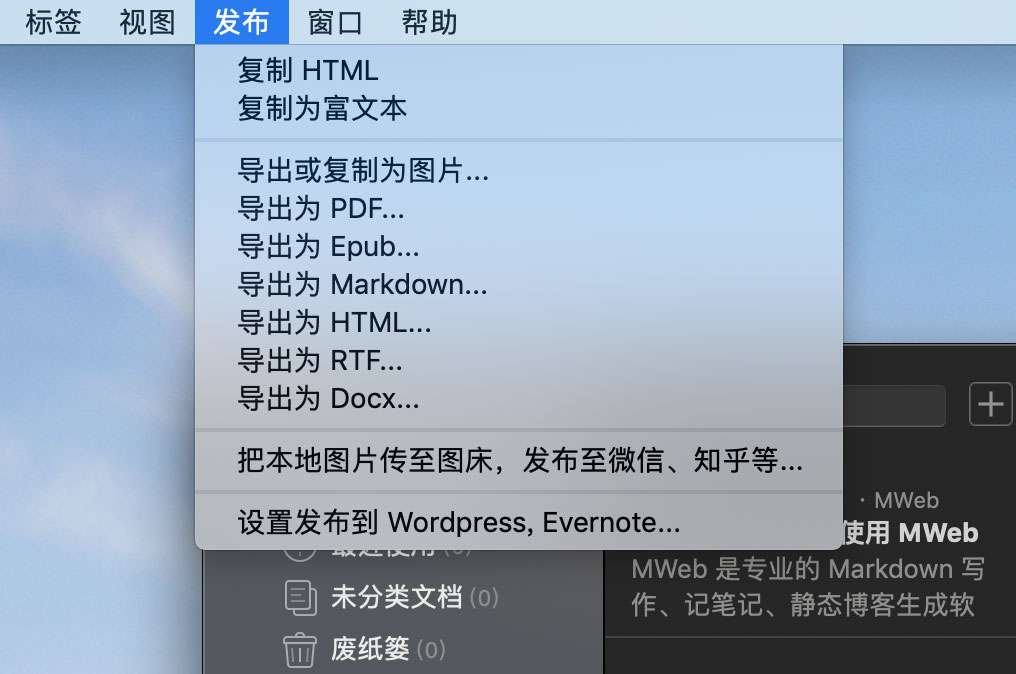 标签 视图 发布 窗口 帮助
复制 HTML
复制为富文本
导出或复制为图片...
导出为 PDF...
导出为 Epub...
导出为 Markdown...
导出为 HTML...
导出为 RTF...
导出为 Docx...
把本地图片传至图床，发布至微信、知乎等...
设置发布到 Wordpress, Evernote...
最近使用 (0)
未分类文档 (0)
废纸篓 (0)
· MWeb
使用 MWeb
MWeb 是专业的 Markdown 写
作、记笔记、静态博客生成软